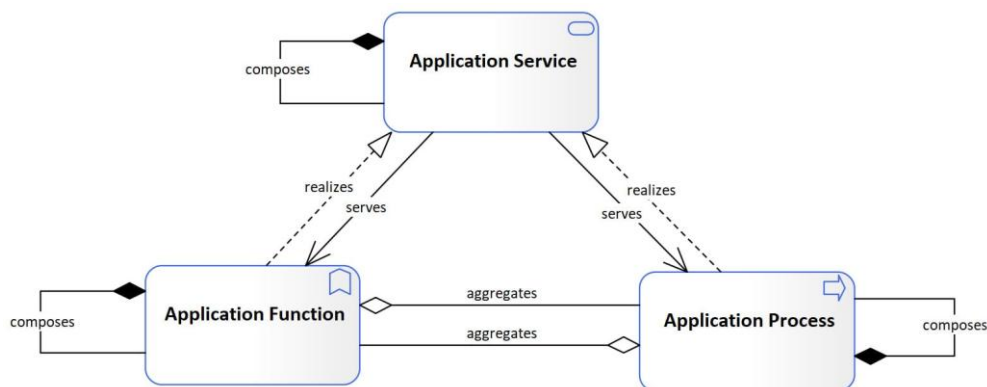 Application Service
composes
realizes
realizes
serves
serves
Application Function
composes
aggregates
aggregates
Application Process
composes